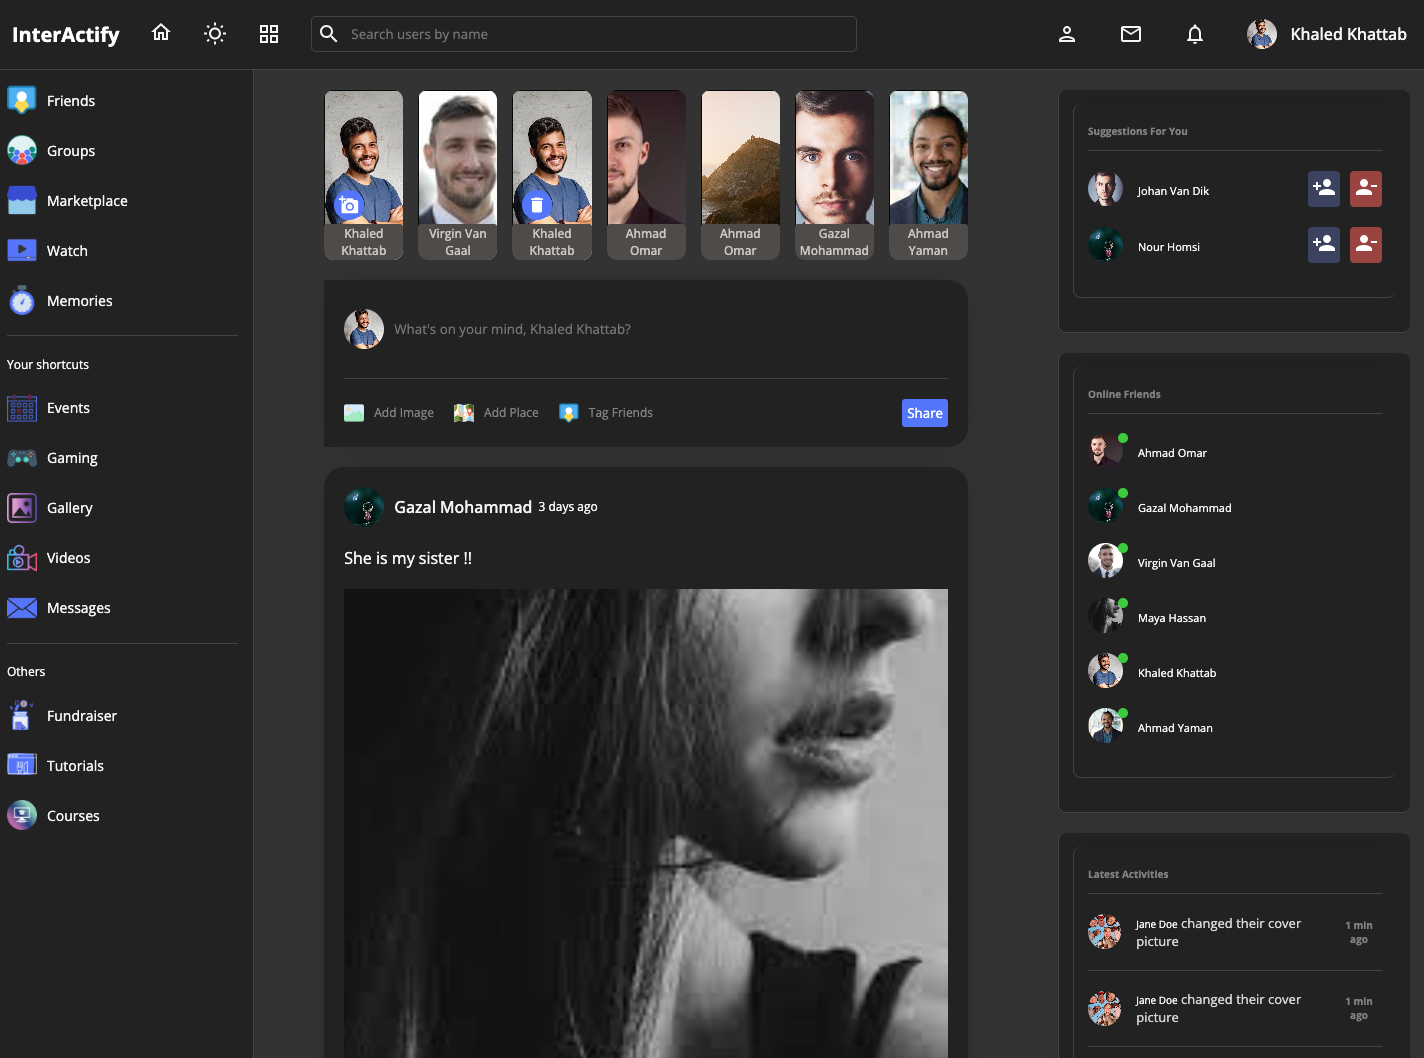 InterActify
Search users by name
Khaled Khattab
Friends
Groups
Marketplace
Watch
Memories
Your shortcuts
Events
Gaming
Gallery
Videos
Messages
Others
Fundraiser
Tutorials
Courses
Khaled
Khattab
Virgin Van
Gaal
Khaled
Khattab
Ahmad
Omar
Ahmad
Omar
Gazal
Mohammad
Ahmad
Yaman
What's on your mind, Khaled Khattab?
Add Image
Add Place
Tag Friends
Share
Gazal Mohammad 3 days ago
She is my sister !!
Suggestions For You
Johan Van Dik
Nour Homsi
Online Friends
Ahmad Omar
Gazal Mohammad
Virgin Van Gaal
Maya Hassan
Khaled Khattab
Ahmad Yaman
Latest Activities
Jane Doe changed their cover
picture
1 min
ago
Jane Doe changed their cover
picture
1 min
ago